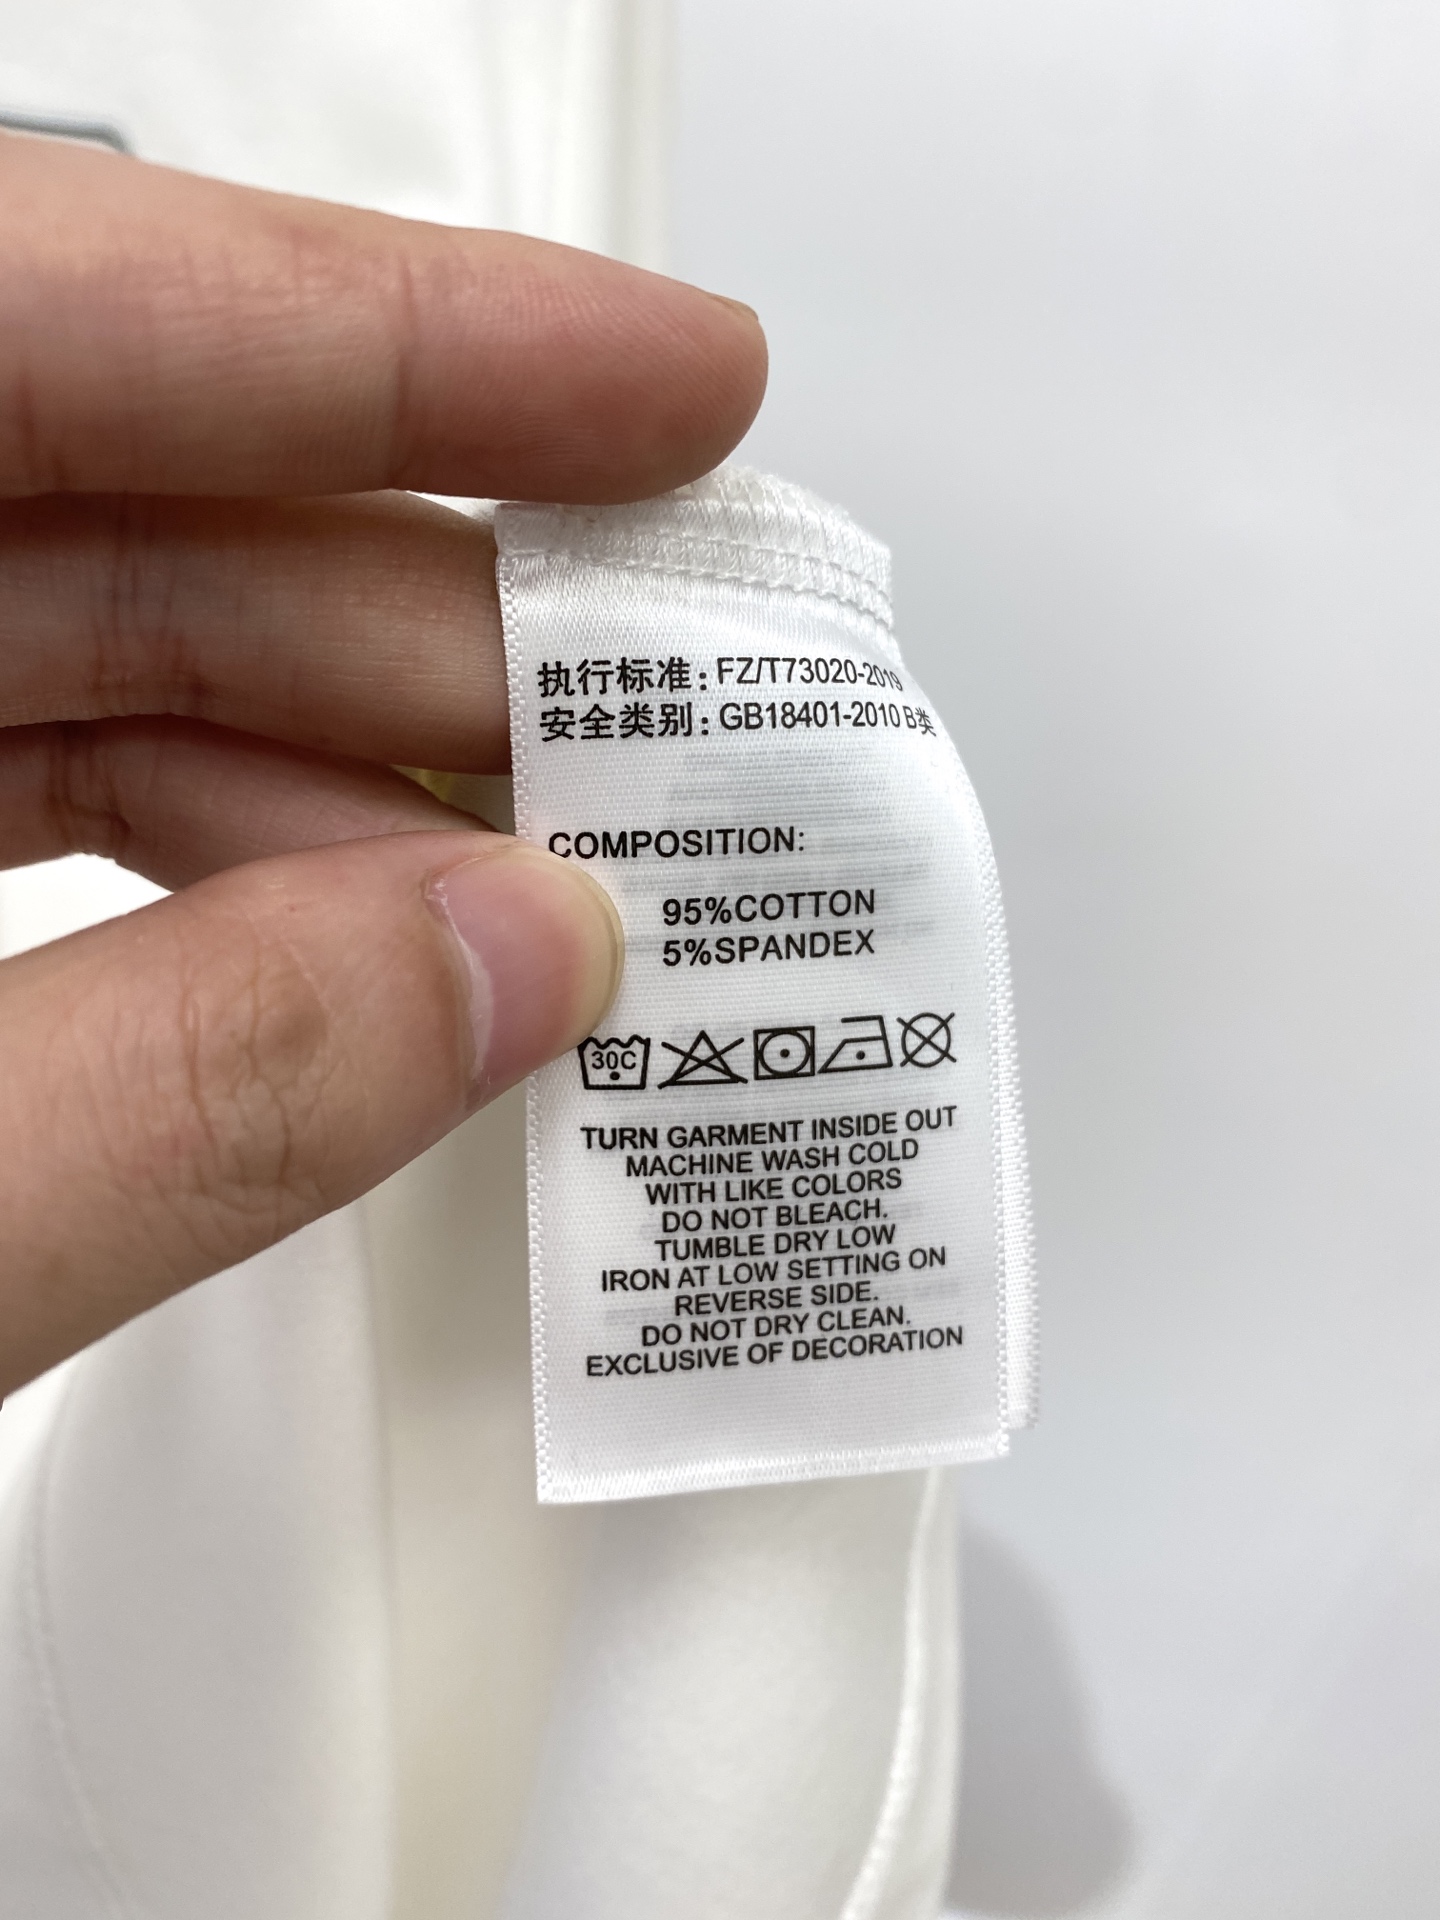 执行标准: FZ/T73020-2019
安全类别: GB18401-2010 B类
COMPOSITION:
95%COTTON
5%SPANDEX
30C
TURN GARMENT INSIDE OUT
MACHINE WASH COLD
WITH LIKE COLORS
DO NOT BLEACH.
TUMBLE DRY LOW
IRON AT LOW SETTING ON
REVERSE SIDE.
DO NOT DRY CLEAN.
EXCLUSIVE OF DECORATION